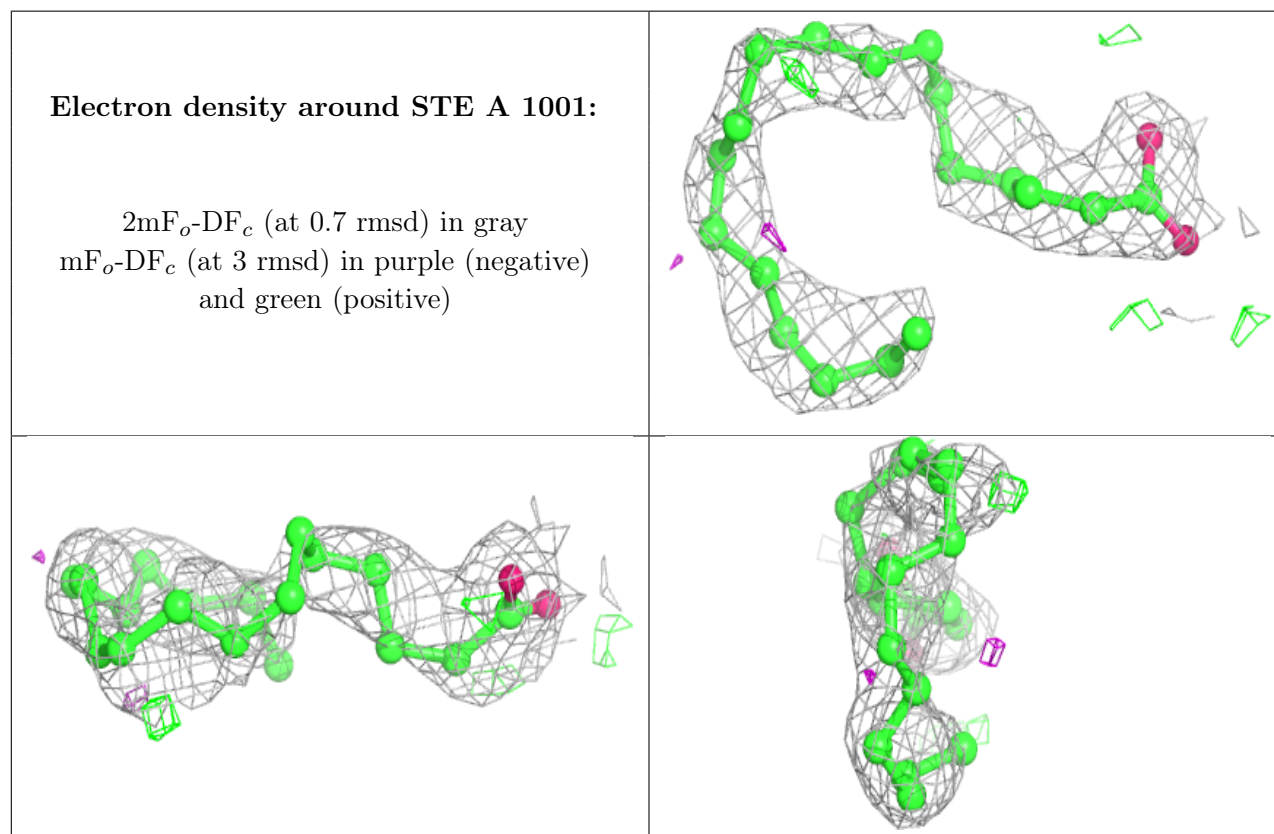 Electron density around STE A 1001:
2mFₒ-DF𝒸 (at 0.7 rmsd) in gray
mFₒ-DF𝒸 (at 3 rmsd) in purple (negative)
and green (positive)